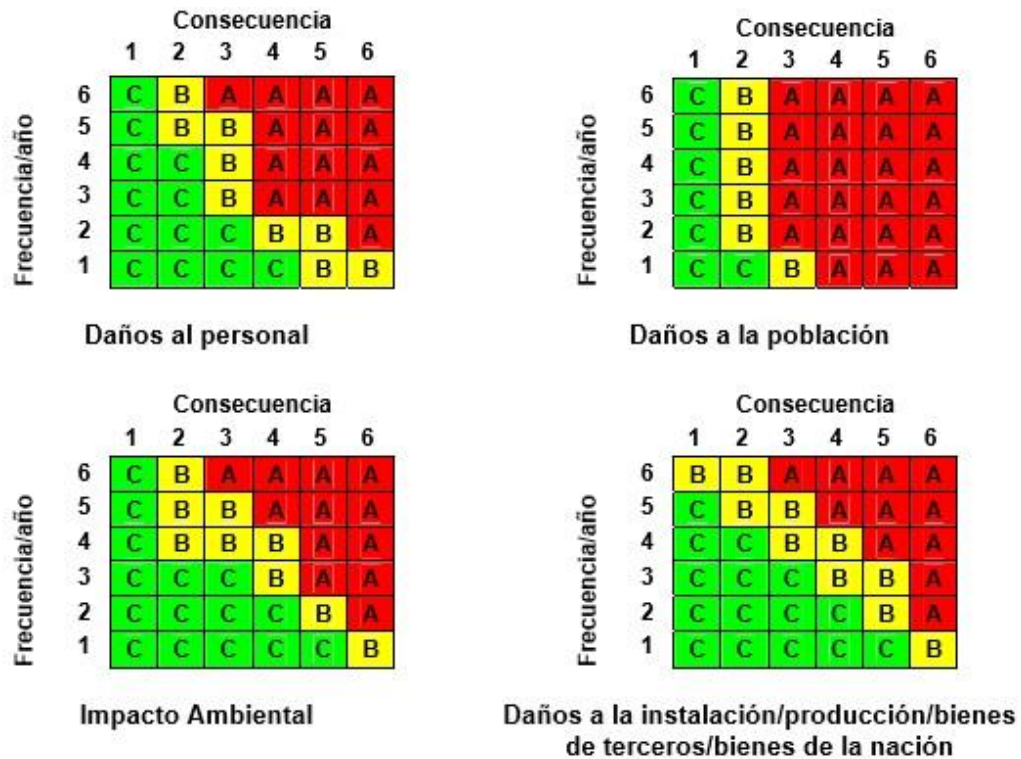 Consecuencia
1 2 3 4 5 6
Frecuencia/año
6 C B A A A A
5 C B B A A A
4 C C B A A A
3 C C B A A A
2 C C C B B A
1 C C C C B B
Daños al personal
Consecuencia
1 2 3 4 5 6
Frecuencia/año
6 C B A A A A
5 C B A A A A
4 C B A A A A
3 C B A A A A
2 C B A A A A
1 C C B A A A
Daños a la población
Consecuencia
1 2 3 4 5 6
Frecuencia/año
6 C B A A A A
5 C B B A A A
4 C B B B A A
3 C C C B A A
2 C C C C B A
1 C C C C C B
Impacto Ambiental
Consecuencia
1 2 3 4 5 6
Frecuencia/año
6 B B A A A A
5 C B B A A A
4 C C B B A A
3 C C C B B A
2 C C C C B A
1 C C C C C B
Daños a la instalación/producción/bienes
de terceros/bienes de la nación